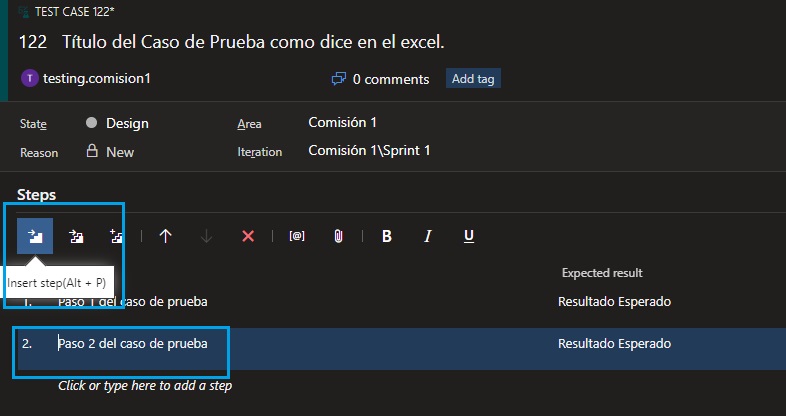 TEST CASE 122*
122 Título del Caso de Prueba como dice en el excel.
T testing.comision1 0 comments Add tag
State Design Area Comisión 1
Reason New Iteration Comisión 1\Sprint 1
Steps
[@] B I U
Insert step(Alt + P) Expected result
1. Paso 1 del caso de prueba Resultado Esperado
2. Paso 2 del caso de prueba Resultado Esperado
Click or type here to add a step